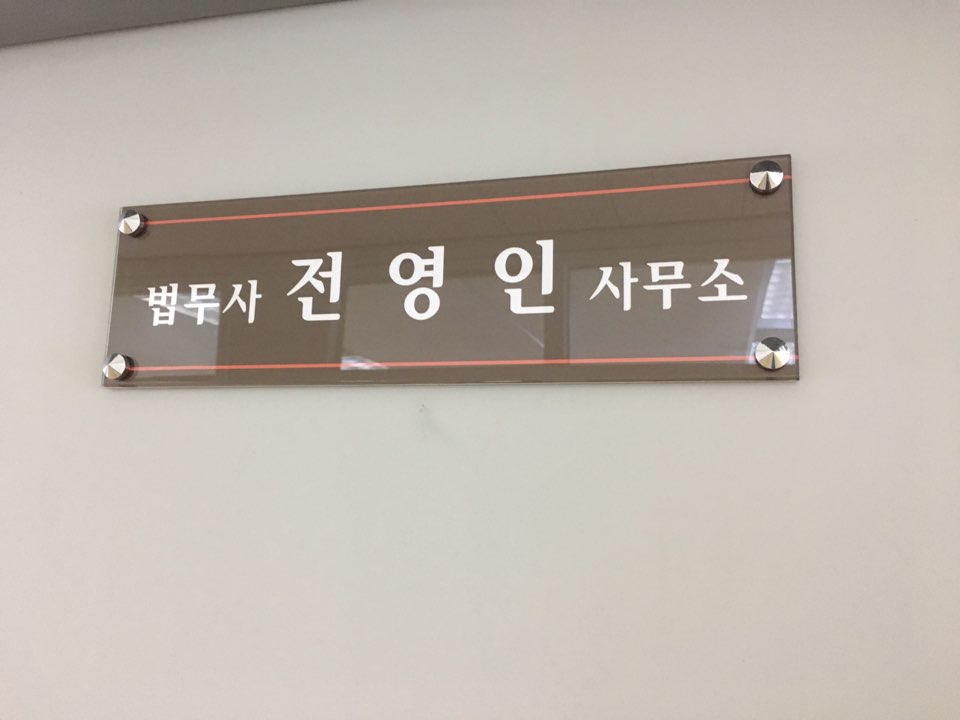 법무사 전 영 인 사무소